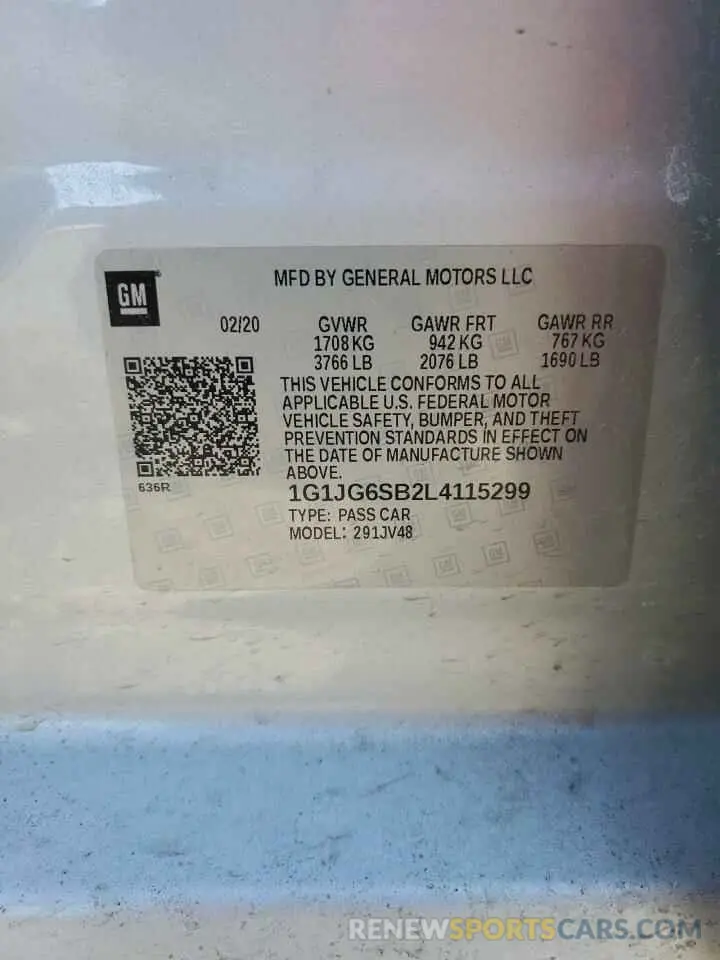 GM
MFD BY GENERAL MOTORS LLC
02/20 GVWR GAWR FRT GAWR RR
1708 KG 942 KG 767 KG
3766 LB 2076 LB 1690 LB
THIS VEHICLE CONFORMS TO ALL
APPLICABLE U.S. FEDERAL MOTOR
VEHICLE SAFETY, BUMPER, AND THEFT
PREVENTION STANDARDS IN EFFECT ON
THE DATE OF MANUFACTURE SHOWN
ABOVE.
636R
1G1JG6SB2L4115299
TYPE: PASS CAR
MODEL: 291JV48
RENEWSPORTSCARS.COM